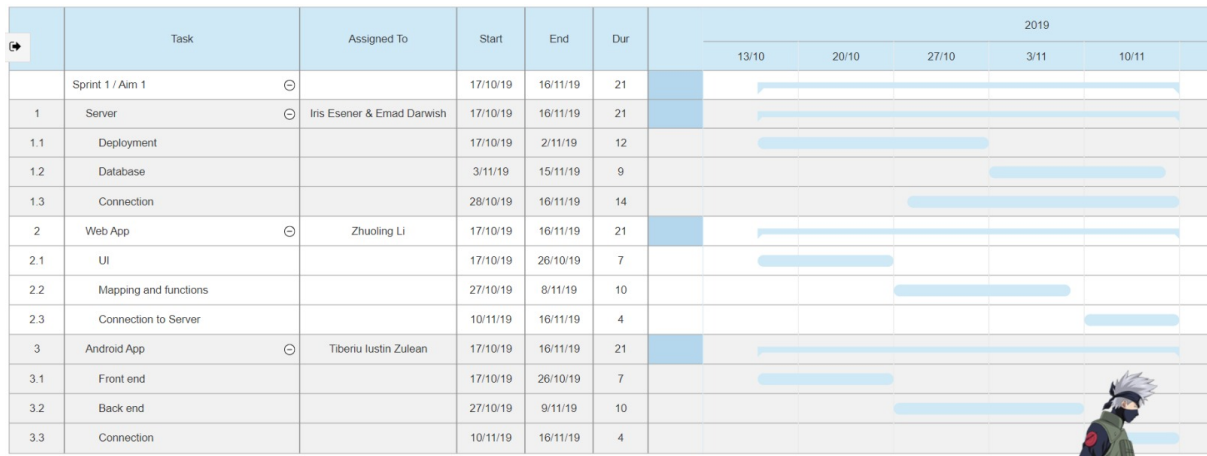 2019
Task Assigned To Start End Dur
13/10 20/10 27/10 3/11 10/11
Sprint 1 / Aim 1 17/10/19 16/11/19 21
1 Server Iris Esener & Emad Darwish 17/10/19 16/11/19 21
1.1 Deployment 17/10/19 2/11/19 12
1.2 Database 3/11/19 15/11/19 9
1.3 Connection 28/10/19 16/11/19 14
2 Web App Zhuoling Li 17/10/19 16/11/19 21
2.1 UI 17/10/19 26/10/19 7
2.2 Mapping and functions 27/10/19 8/11/19 10
2.3 Connection to Server 10/11/19 16/11/19 4
3 Android App Tiberiu Iustin Zulean 17/10/19 16/11/19 21
3.1 Front end 17/10/19 26/10/19 7
3.2 Back end 27/10/19 9/11/19 10
3.3 Connection 10/11/19 16/11/19 4